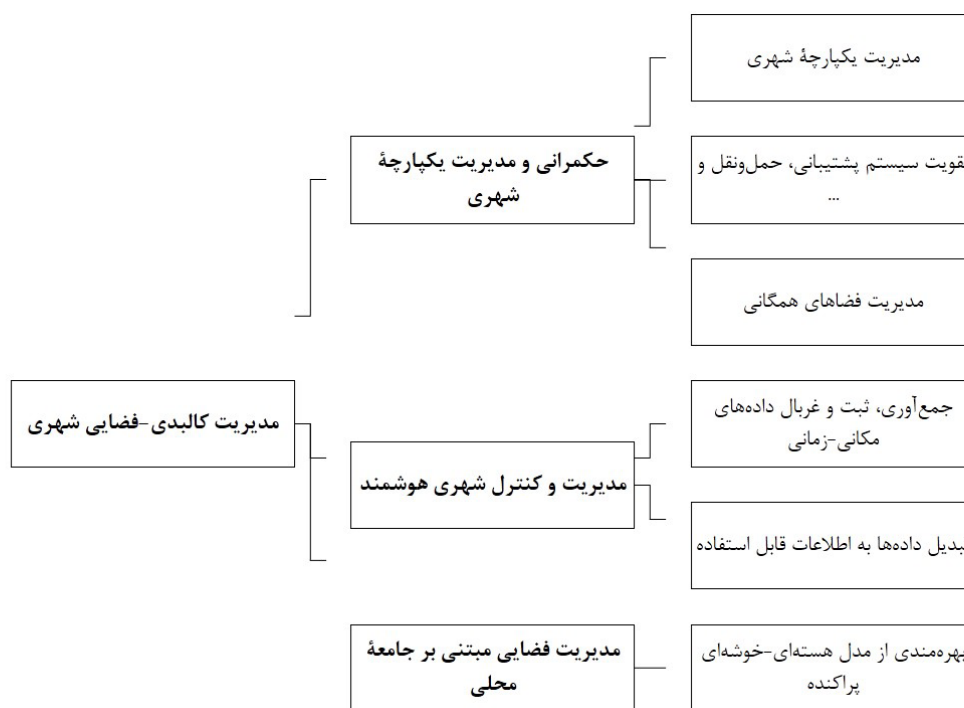 مدیریت یکپارچهٔ شهری
حکمرانی و مدیریت یکپارچهٔ
شهری
قویت سیستم پشتیبانی، حمل‌ونقل و
...
مدیریت فضاهای همگانی
مدیریت کالبدی-فضایی شهری
جمع‌آوری، ثبت و غربال داده‌های
مکانی-زمانی
مدیریت و کنترل شهری هوشمند
بدیل داده‌ها به اطلاعات قابل استفاده
مدیریت فضایی مبتنی بر جامعهٔ
محلی
بهره‌مندی از مدل هسته‌ای-خوشه‌ای
پراکنده